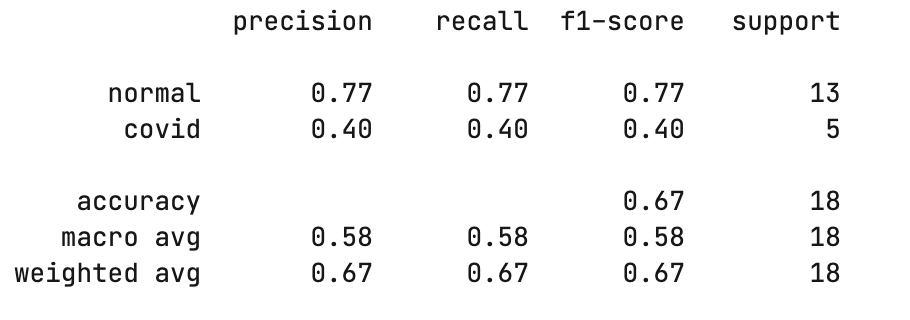 precision recall f1-score support
normal 0.77 0.77 0.77 13
covid 0.40 0.40 0.40 5
accuracy 0.67 18
macro avg 0.58 0.58 0.58 18
weighted avg 0.67 0.67 0.67 18